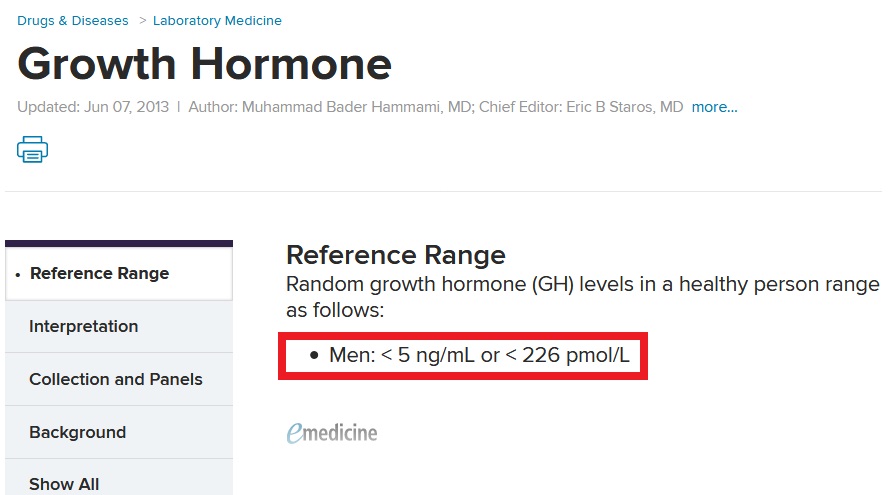 Drugs & Diseases > Laboratory Medicine
Growth Hormone
Updated: Jun 07, 2013 | Author: Muhammad Bader Hammami, MD; Chief Editor: Eric B Staros, MD more...
• Reference Range
Interpretation
Collection and Panels
Background
Show All
Reference Range
Random growth hormone (GH) levels in a healthy person range
as follows:
• Men: < 5 ng/mL or < 226 pmol/L
emedicine